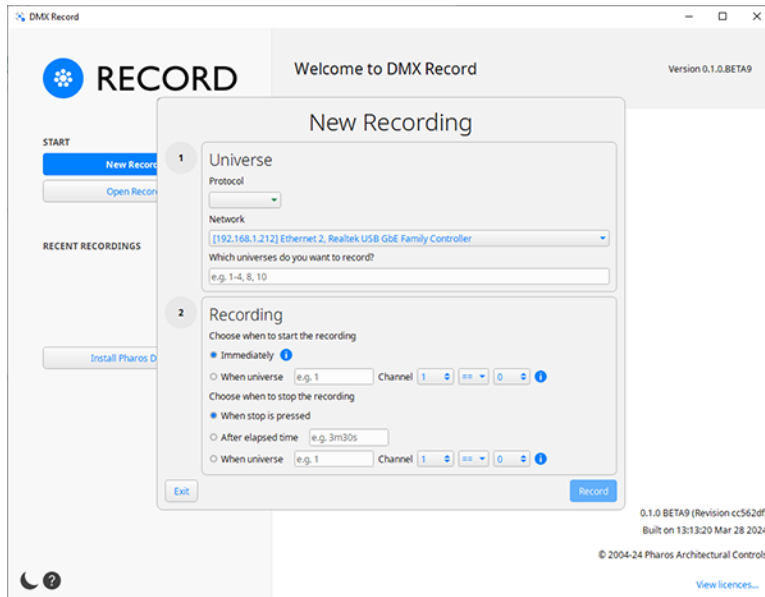 DMX Record
RECORD
Welcome to DMX Record
Version 0.1.0.BETA9
START
New Record
Open Recor
RECENT RECORDINGS
Install Pharos D
New Recording
1
Universe
Protocol
Network
[192.168.1.212] Ethernet 2, Realtek USB GbE Family Controller
Which universes do you want to record?
e.g. 1-4, 8, 10
2
Recording
Choose when to start the recording
Immediately i
When universe e.g. 1 Channel 1 == 0 i
Choose when to stop the recording
When stop is pressed
After elapsed time e.g. 3m30s
When universe e.g. 1 Channel 1 == 0 i
Exit
Record
0.1.0 BETA9 (Revision cc562df
Built on 13:13:20 Mar 28 2024
© 2004-24 Pharos Architectural Controls
View licences...
?